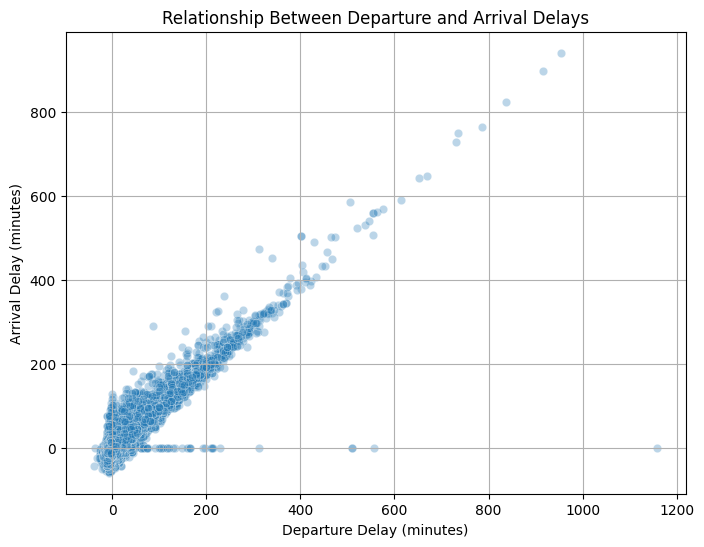 Relationship Between Departure and Arrival Delays
Arrival Delay (minutes)
800
600
400
200
0
0 200 400 600 800 1000 1200
Departure Delay (minutes)